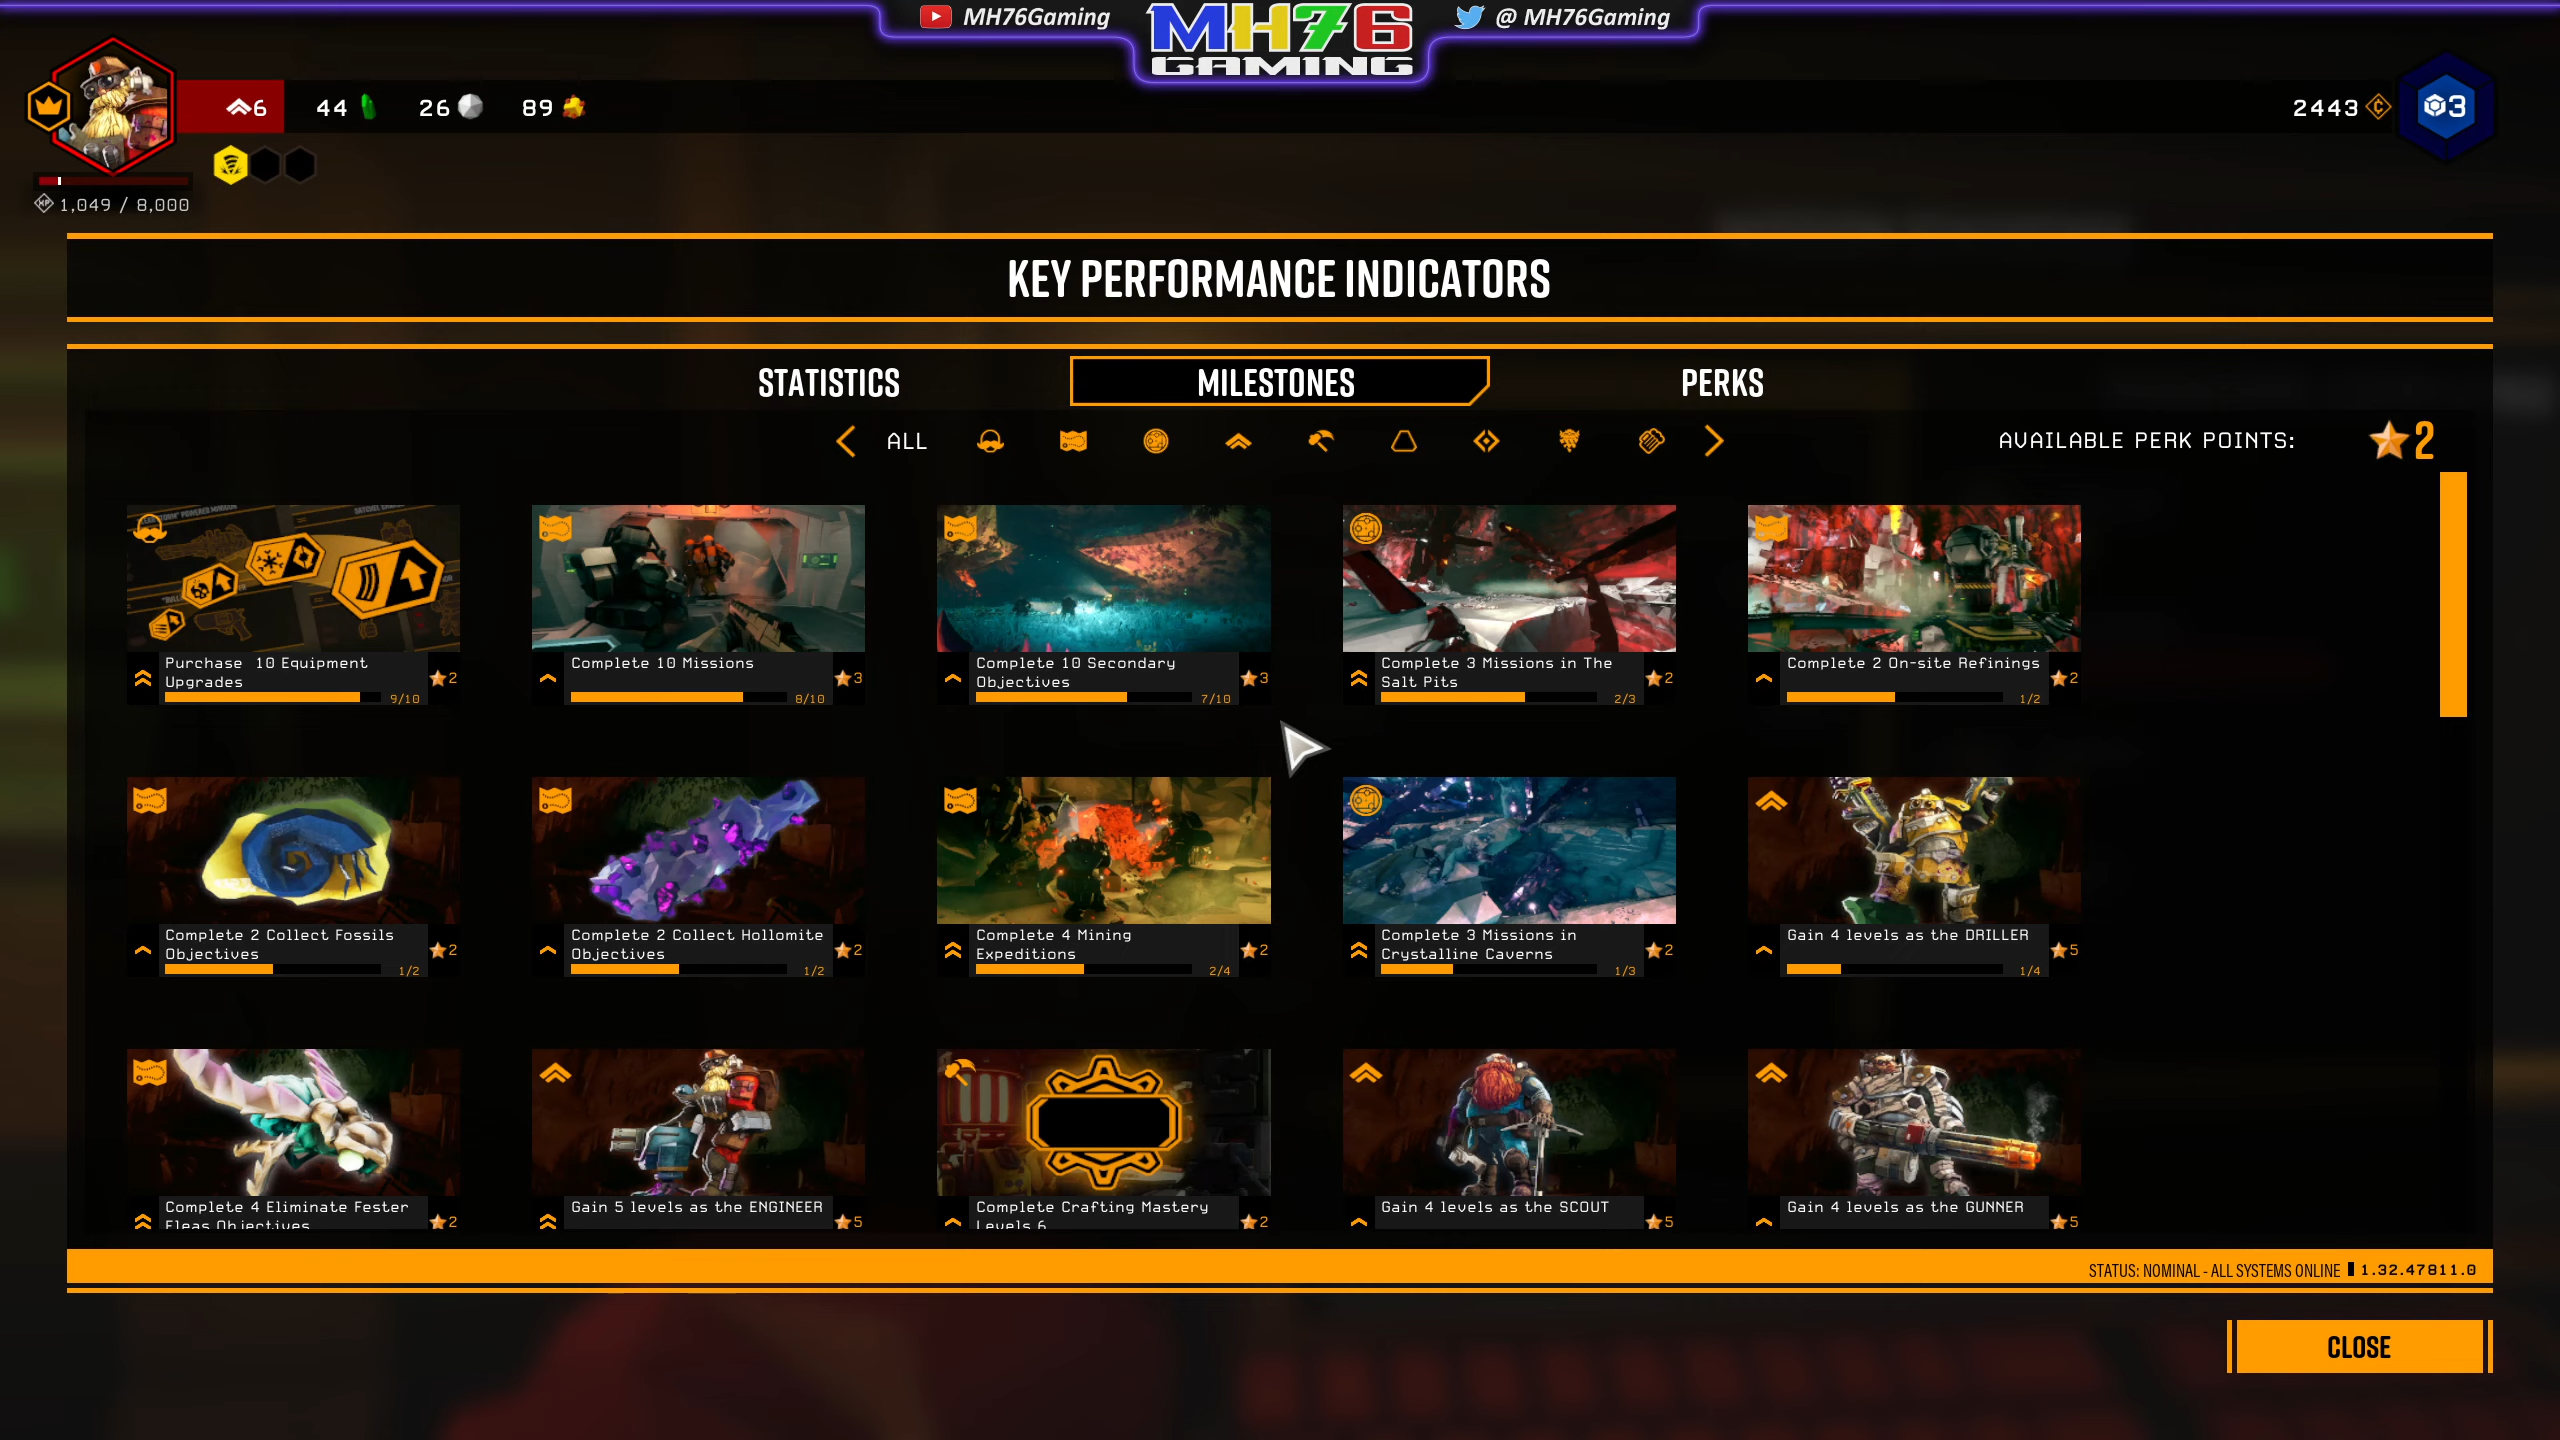 MH76Gaming
MH76
GAMING
@ MH76Gaming
6
44
26
89
2443
3
1,049 / 8,000
KEY PERFORMANCE INDICATORS
STATISTICS
MILESTONES
PERKS
ALL
AVAILABLE PERK POINTS:
2
Purchase 10 Equipment
Upgrades
9/10
2
Complete 10 Missions
8/10
3
Complete 10 Secondary
Objectives
7/10
3
Complete 3 Missions in The
Salt Pits
2/3
2
Complete 2 On-site Refinings
1/2
2
Complete 2 Collect Fossils
Objectives
1/2
2
Complete 2 Collect Hollomite
Objectives
1/2
2
Complete 4 Mining
Expeditions
2/4
2
Complete 3 Missions in
Crystalline Caverns
1/3
2
Gain 4 levels as the DRILLER
1/4
5
Complete 4 Eliminate Fester
Fleas Objectives
2
Gain 5 levels as the ENGINEER
5
Complete Crafting Mastery
Levels 6
2
Gain 4 levels as the SCOUT
5
Gain 4 levels as the GUNNER
5
STATUS: NOMINAL - ALL SYSTEMS ONLINE
1.32.47811.0
CLOSE